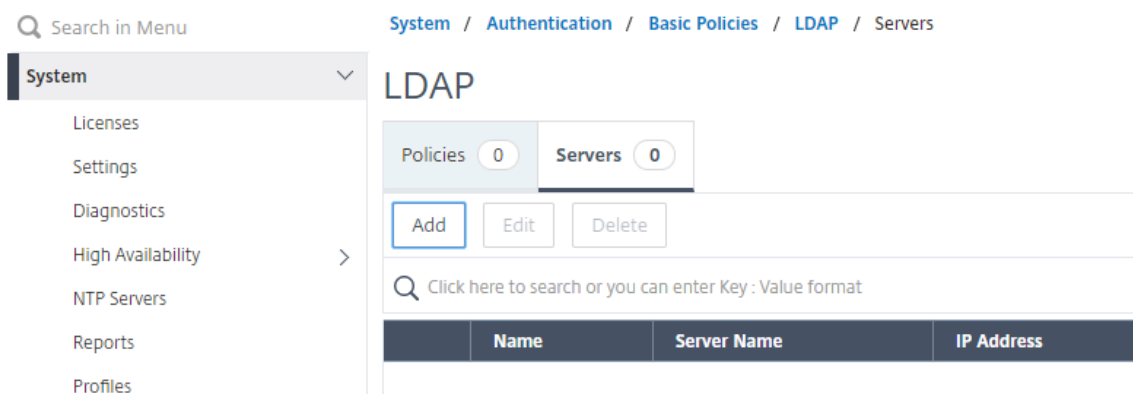 Search in Menu
System / Authentication / Basic Policies / LDAP / Servers
System
LDAP
Licenses
Policies 0 Servers 0
Settings
Diagnostics
Add Edit Delete
High Availability
Click here to search or you can enter Key : Value format
NTP Servers
Reports
Name Server Name IP Address
Profiles